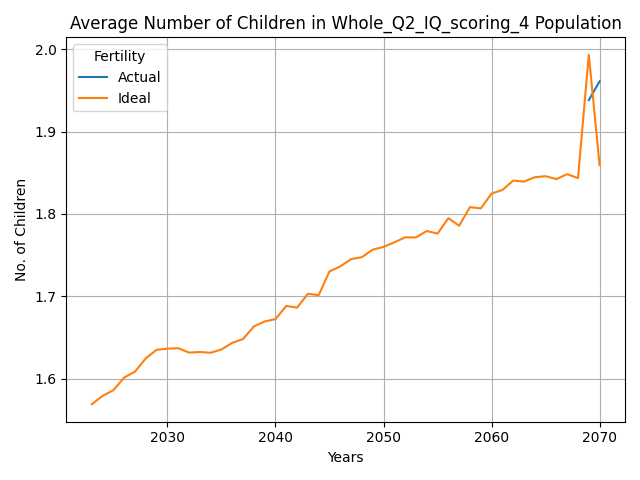 Average Number of Children in Whole_Q2_IQ_scoring_4 Population
Fertility
Actual
Ideal
No. of Children
2.0
1.9
1.8
1.7
1.6
2030
2040
2050
2060
2070
Years